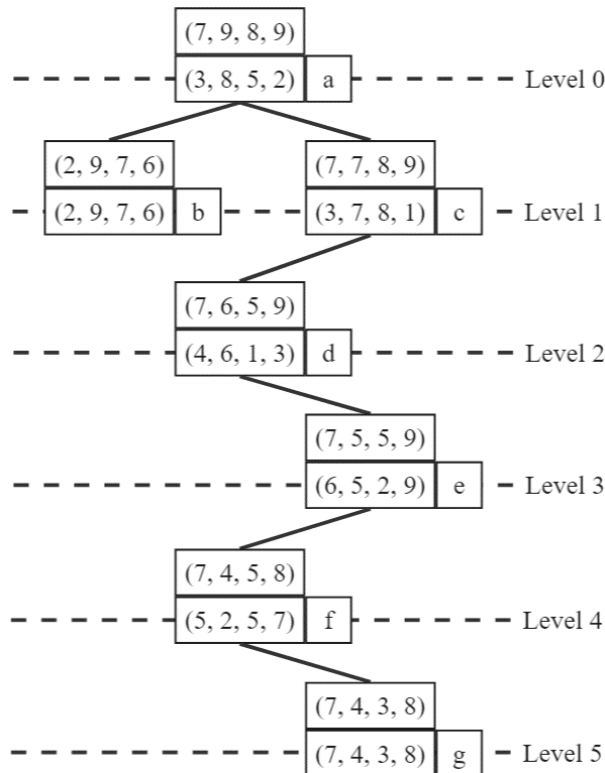 (7, 9, 8, 9)
(3, 8, 5, 2) a Level 0
(2, 9, 7, 6) (7, 7, 8, 9)
(2, 9, 7, 6) b (3, 7, 8, 1) c Level 1
(7, 6, 5, 9)
(4, 6, 1, 3) d Level 2
(7, 5, 5, 9)
(6, 5, 2, 9) e Level 3
(7, 4, 5, 8)
(5, 2, 5, 7) f Level 4
(7, 4, 3, 8)
(7, 4, 3, 8) g Level 5